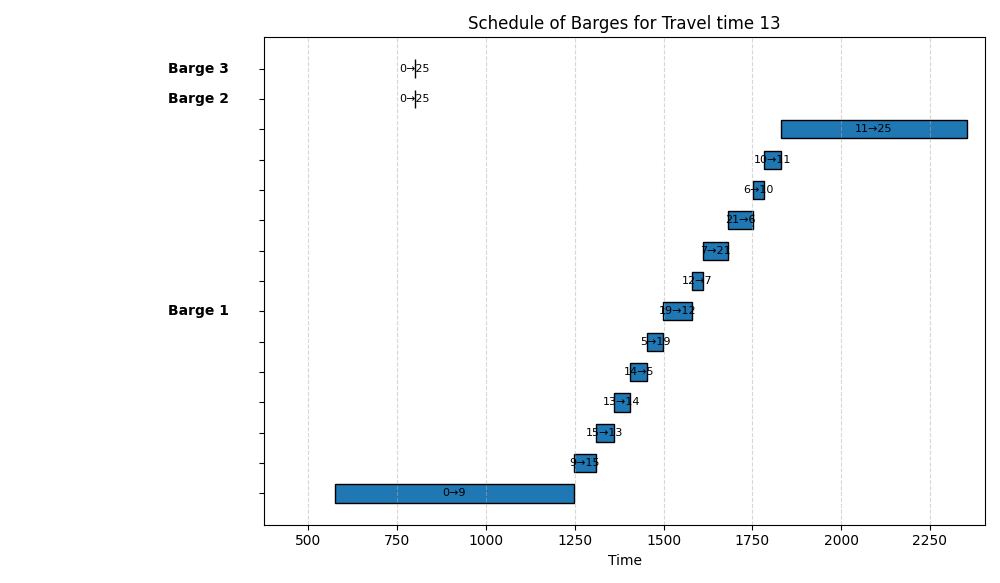 Schedule of Barges for Travel time 13
Barge 3
0→25
Barge 2
0→25
11→25
10→11
6→10
21→6
7→21
12→7
Barge 1
19→12
5→19
14→5
13→14
15→13
9→15
0→9
500 750 1000 1250 1500 1750 2000 2250
Time